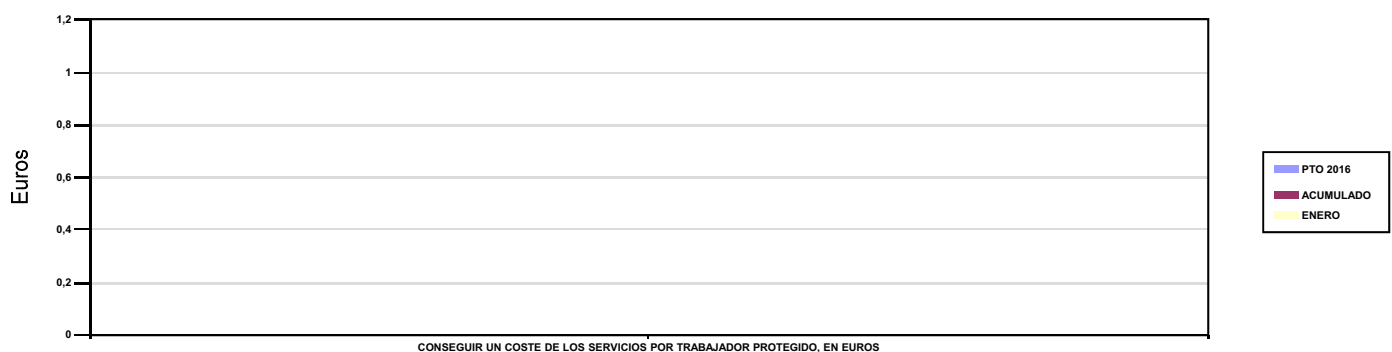 1,2
1
0,8
0,6
0,4
0,2
0
Euros
CONSEGUIR UN COSTE DE LOS SERVICIOS POR TRABAJADOR PROTEGIDO, EN EUROS
PTO 2016
ACUMULADO
ENERO